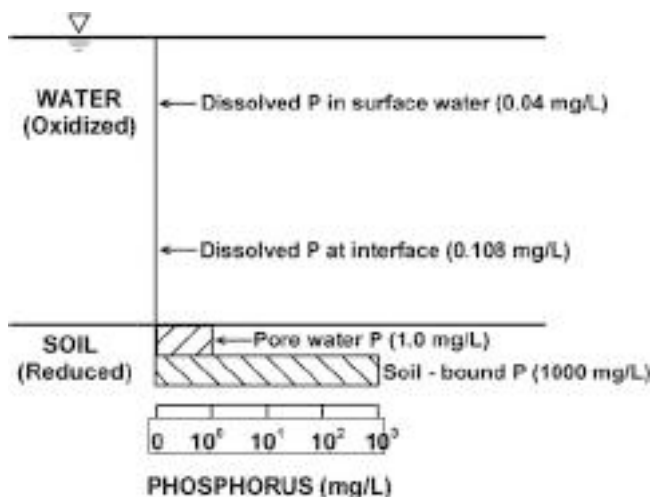 WATER
(Oxidized)
Dissolved P in surface water (0.04 mg/L)
Dissolved P at interface (0.108 mg/L)
SOIL
(Reduced)
Pore water P (1.0 mg/L)
Soil - bound P (1000 mg/L)
0 10⁰ 10¹ 10² 10³
PHOSPHORUS (mg/L)